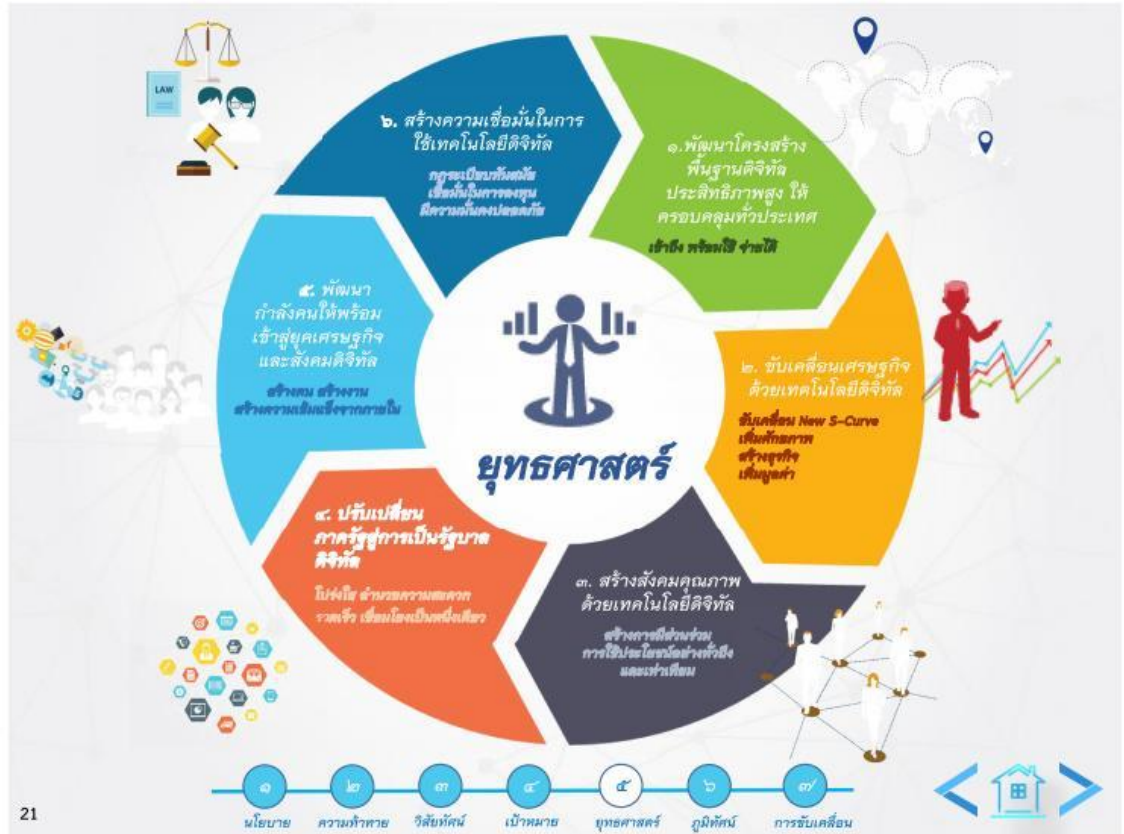 LAW
๖. สร้างความเชื่อมั่นในการ
ใช้เทคโนโลยีดิจิทัล
กฎระเบียบทันสมัย
เชื่อมั่นในการลงทุน
มีความมั่นคงปลอดภัย
๑.พัฒนาโครงสร้าง
พื้นฐานดิจิทัล
ประสิทธิภาพสูง ให้
ครอบคลุมทั่วประเทศ
เข้าถึง พร้อมใช้ จ่ายได้
๒. ขับเคลื่อนเศรษฐกิจ
ด้วยเทคโนโลยีดิจิทัล
ขับเคลื่อน New S-Curve
เพิ่มศักยภาพ
สร้างธุรกิจ
เพิ่มมูลค่า
๓. สร้างสังคมคุณภาพ
ด้วยเทคโนโลยีดิจิทัล
สร้างการมีส่วนร่วม
การใช้ประโยชน์อย่างทั่วถึง
และเท่าเทียม
๔. ปรับเปลี่ยน
ภาครัฐสู่การเป็นรัฐบาล
ดิจิทัล
โปร่งใส อำนวยความสะดวก
รวดเร็ว เชื่อมโยงเป็นหนึ่งเดียว
๕. พัฒนา
กำลังคนให้พร้อม
เข้าสู่ยุคเศรษฐกิจ
และสังคมดิจิทัล
สร้างคน สร้างงาน
สร้างความเข้มแข็งจากภายใน
ยุทธศาสตร์
๑ ๒ ๓ ๔ ๕ ๖ ๗
นโยบาย ความท้าทาย วิสัยทัศน์ เป้าหมาย ยุทธศาสตร์ ภูมิทัศน์ การขับเคลื่อน
21